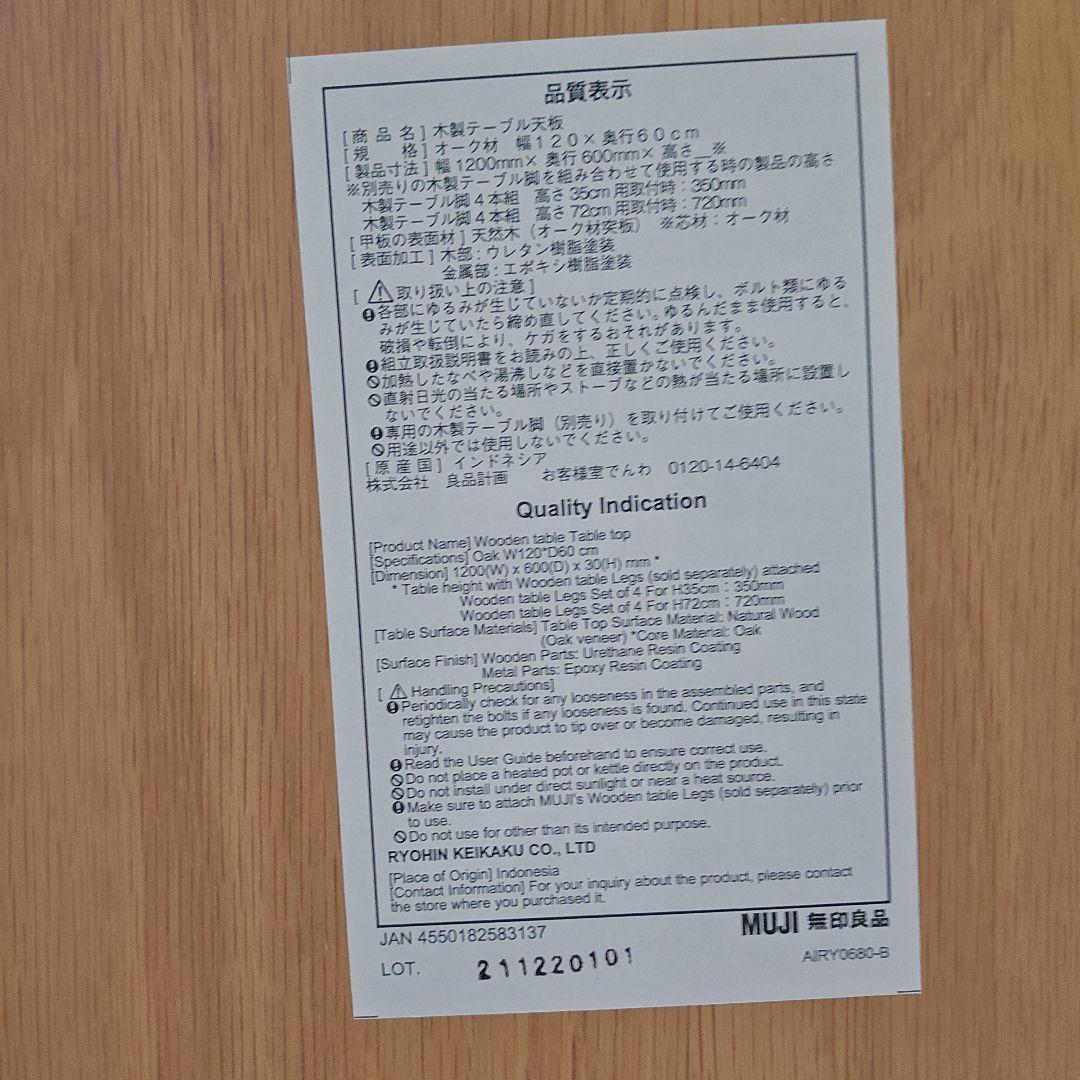 品質表示
[商 品 名] 木製テーブル天板
[規　　格] オーク材　幅120×奥行60cm
[製品寸法] 幅1200mm×奥行600mm×高さ＿※
※別売りの木製テーブル脚を組み合わせて使用する時の製品の高さ
木製テーブル脚4本組　高さ35cm用取付時：350mm
木製テーブル脚4本組　高さ72cm用取付時：720mm
[甲板の表面材] 天然木（オーク材突板）　※芯材：オーク材
[表面加工] 木部：ウレタン樹脂塗装
金属部：エポキシ樹脂塗装
[⚠取り扱い上の注意]
各部にゆるみが生じていないか定期的に点検し、ボルト類にゆる
みが生じていたら締め直してください。ゆるんだまま使用すると、
破損や転倒により、ケガをするおそれがあります。
組立取扱説明書をお読みの上、正しくご使用ください。
加熱したなべや湯沸しなどを直接置かないでください。
直射日光の当たる場所やストーブなどの熱が当たる場所に設置し
ないでください。
専用の木製テーブル脚（別売り）を取り付けてご使用ください。
用途以外では使用しないでください。
[原 産 国] インドネシア
株式会社　良品計画　　お客様室でんわ　0120-14-6404
Quality Indication
[Product Name] Wooden table Table top
[Specifications] Oak W120*D60 cm
[Dimension] 1200(W) x 600(D) x 30(H) mm *
* Table height with Wooden table Legs (sold separately) attached
Wooden table Legs Set of 4 For H35cm : 350mm
Wooden table Legs Set of 4 For H72cm : 720mm
[Table Surface Materials] Table Top Surface Material: Natural Wood
(Oak veneer) *Core Material: Oak
[Surface Finish] Wooden Parts: Urethane Resin Coating
Metal Parts: Epoxy Resin Coating
[ ⚠ Handling Precautions]
Periodically check for any looseness in the assembled parts, and
retighten the bolts if any looseness is found. Continued use in this state
may cause the product to tip over or become damaged, resulting in
injury.
Read the User Guide beforehand to ensure correct use.
Do not place a heated pot or kettle directly on the product.
Do not install under direct sunlight or near a heat source.
Make sure to attach MUJI's Wooden table Legs (sold separately) prior
to use.
Do not use for other than its intended purpose.
RYOHIN KEIKAKU CO., LTD
[Place of Origin] Indonesia
[Contact Information] For your inquiry about the product, please contact
the store where you purchased it.
JAN 4550182583137
MUJI 無印良品
LOT. 211220101
AIRY0680-B